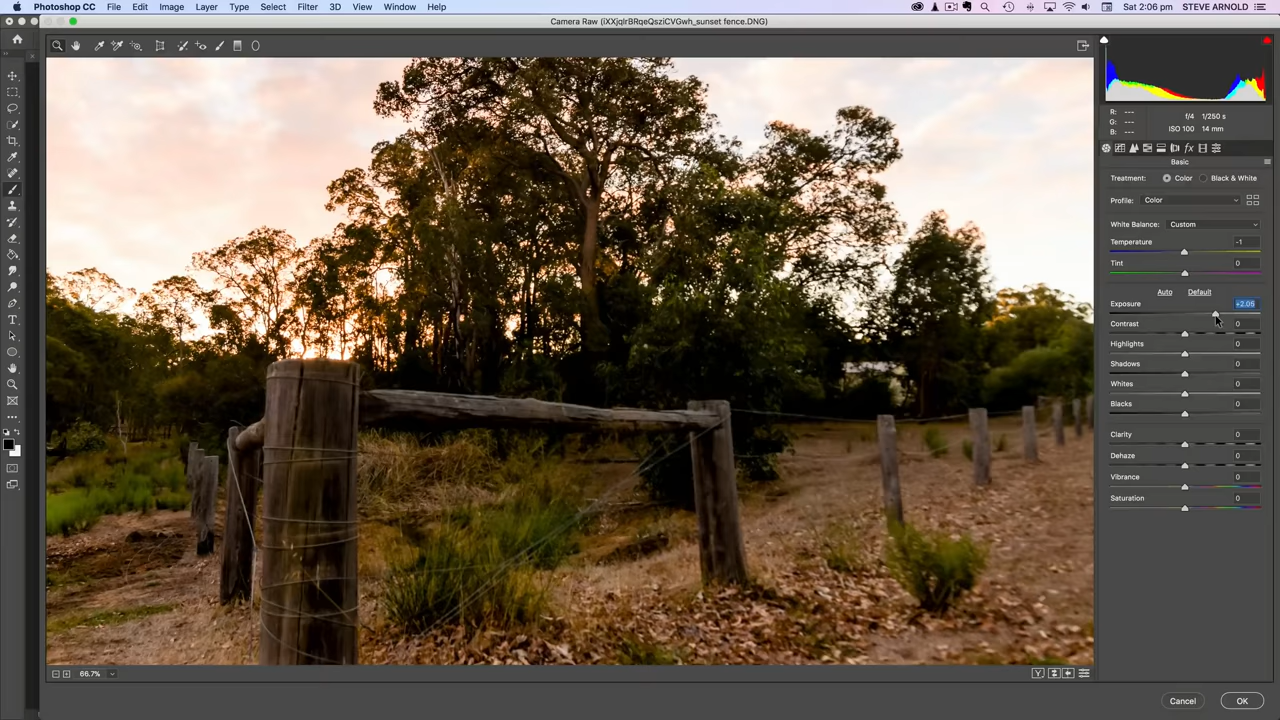 Photoshop CC File Edit Image Layer Type Select Filter 3D View Window Help Sat 2:06 pm STEVE ARNOLD
Camera Raw (iXXjqlrBRqeQsziCVGwh_sunset fence.DNG)
R: --- f/4 1/250 s
G: ---
B: --- ISO 100 14 mm
fx
Basic
Treatment: Color Black & White
Profile: Color
White Balance: Custom
Temperature -1
Tint 0
Auto Default
Exposure +2.05
Contrast 0
Highlights 0
Shadows 0
Whites 0
Blacks 0
Clarity 0
Dehaze 0
Vibrance 0
Saturation 0
66.7% Y
Cancel OK